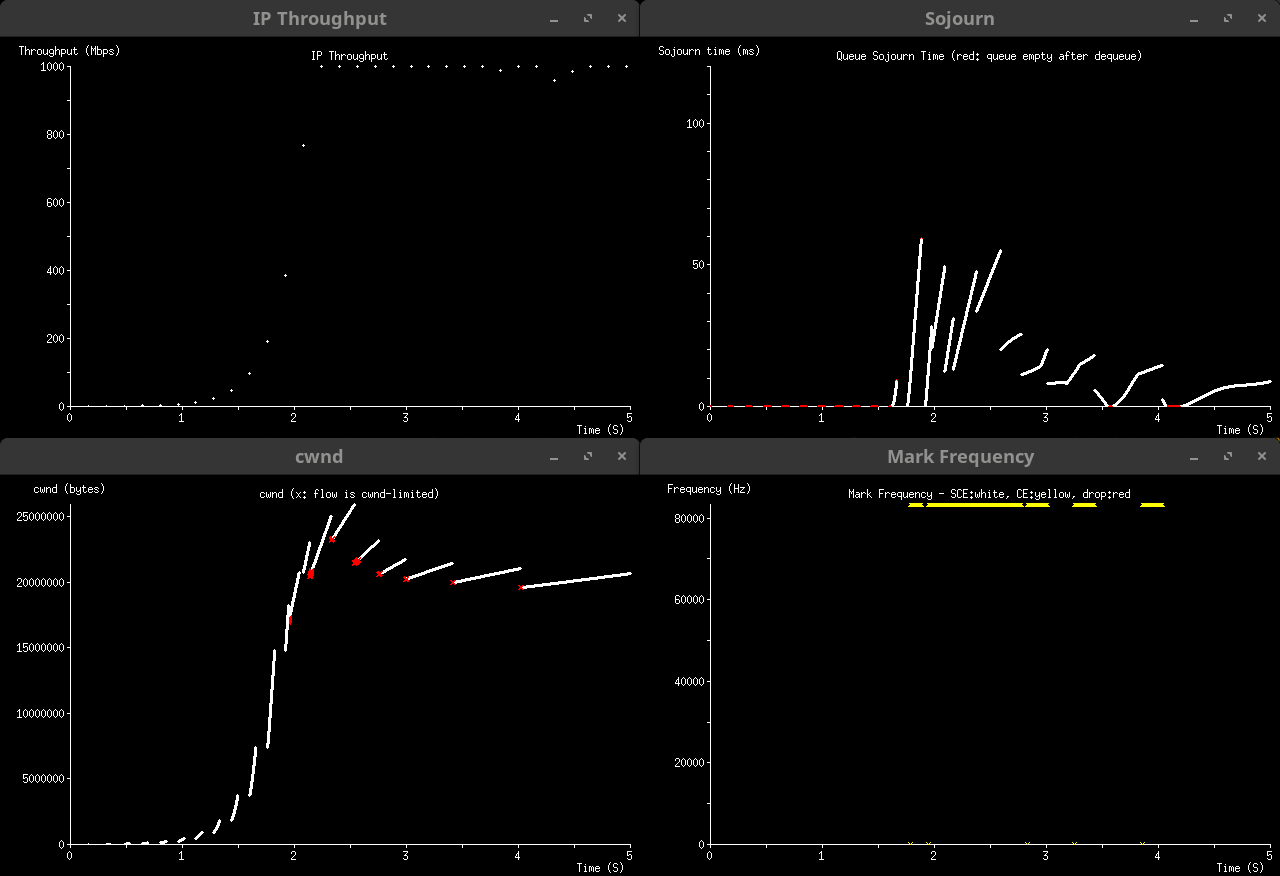 IP Throughput
Throughput (Mbps)
IP Throughput
1000
800
600
400
200
0
0 1 2 3 4 5
Time (S)
Sojourn
Sojourn time (ms)
Queue Sojourn Time (red: queue empty after dequeue)
100
50
0
0 1 2 3 4 5
Time (S)
cwnd
cwnd (bytes)
cwnd (x: flow is cwnd-limited)
25000000
20000000
15000000
10000000
5000000
0
0 1 2 3 4 5
Time (S)
Mark Frequency
Frequency (Hz)
Mark Frequency - SCE:white, CE:yellow, drop:red
80000
60000
40000
20000
0
0 1 2 3 4 5
Time (S)